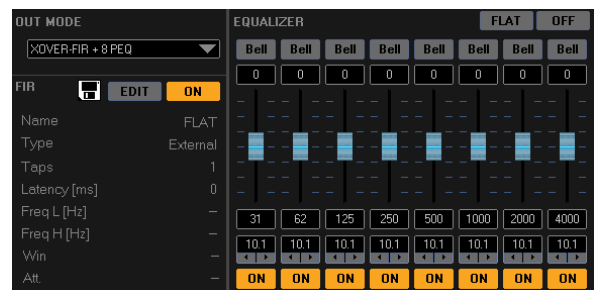 OUT MODE
XOVER-FIR + 8 PEQ
FIR EDIT ON
Name FLAT
Type External
Taps 1
Latency [ms] 0
Freq L [Hz] –
Freq H [Hz] –
Win –
Att. –
EQUALIZER FLAT OFF
Bell Bell Bell Bell Bell Bell Bell Bell
0 0 0 0 0 0 0 0
31 62 125 250 500 1000 2000 4000
10.1 10.1 10.1 10.1 10.1 10.1 10.1 10.1
ON ON ON ON ON ON ON ON